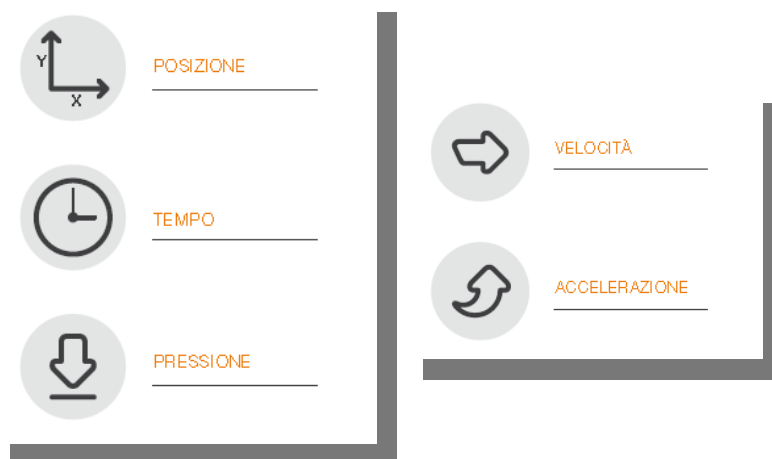 Y
X
POSIZIONE
TEMPO
PRESSIONE
VELOCITÀ
ACCELERAZIONE